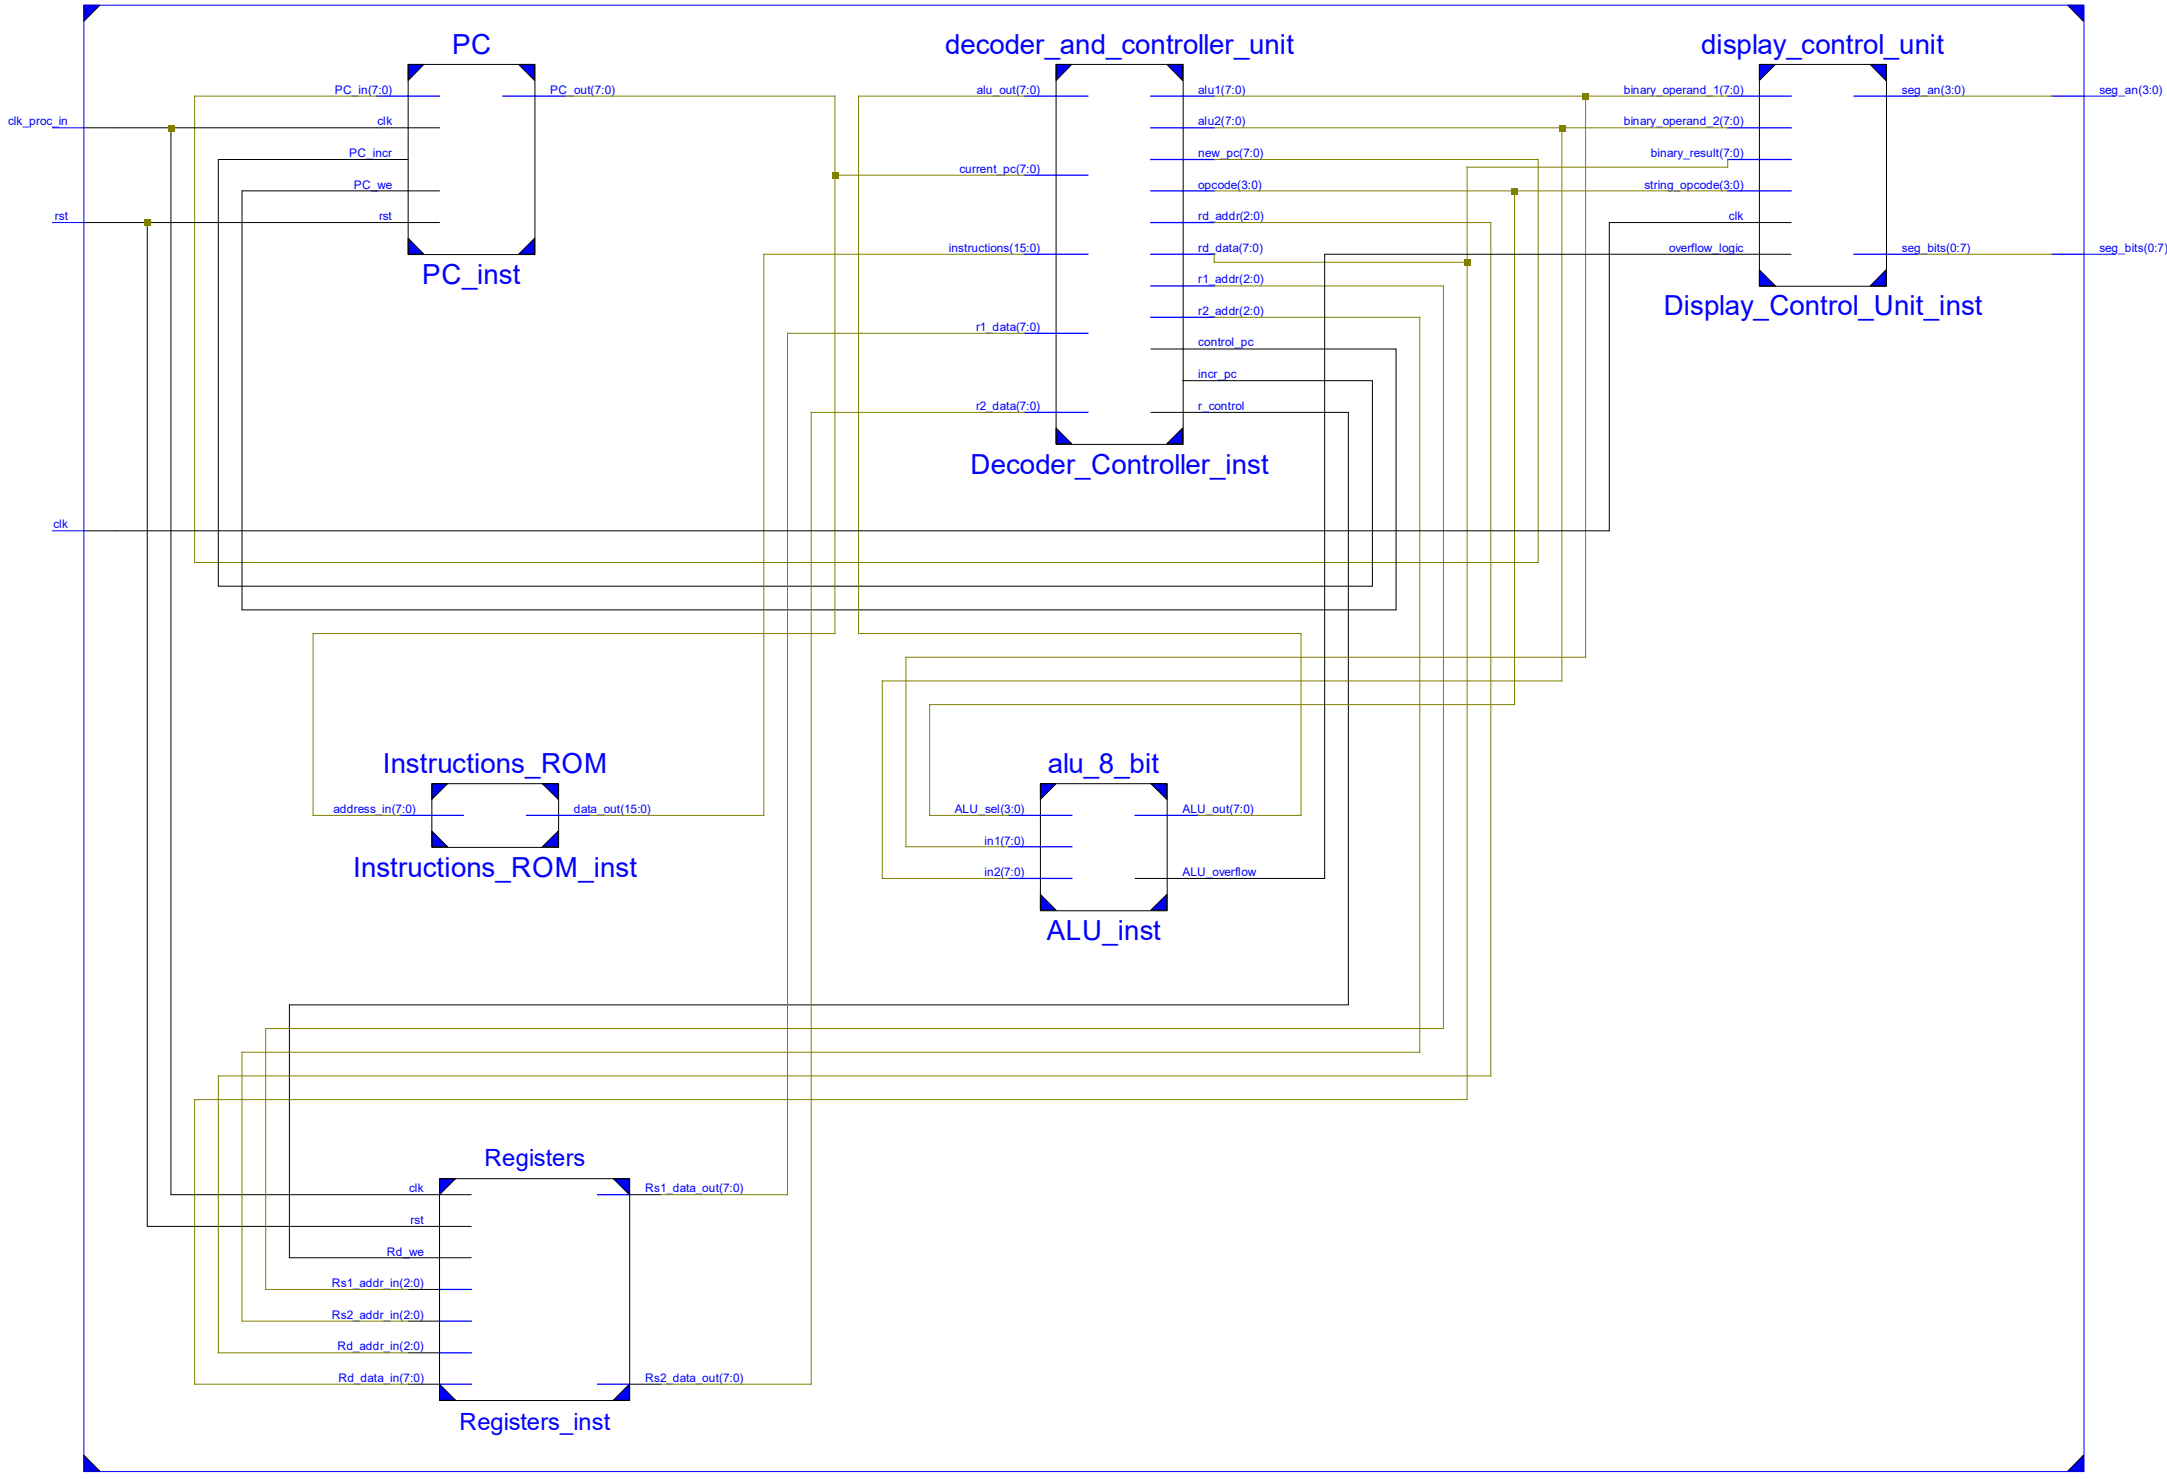 PC
PC_in(7:0)
clk
PC_incr
PC_we
rst
PC_out(7:0)
PC_inst
clk_proc_in
rst
clk
decoder_and_controller_unit
alu_out(7:0)
current_pc(7:0)
instructions(15:0)
r1_data(7:0)
r2_data(7:0)
alu1(7:0)
alu2(7:0)
new_pc(7:0)
opcode(3:0)
rd_addr(2:0)
rd_data(7:0)
r1_addr(2:0)
r2_addr(2:0)
control_pc
incr_pc
r_control
Decoder_Controller_inst
display_control_unit
binary_operand_1(7:0)
binary_operand_2(7:0)
binary_result(7:0)
string_opcode(3:0)
clk
overflow_logic
seg_an(3:0)
seg_bits(0:7)
Display_Control_Unit_inst
seg_an(3:0)
seg_bits(0:7)
Instructions_ROM
address_in(7:0)
data_out(15:0)
Instructions_ROM_inst
alu_8_bit
ALU_sel(3:0)
in1(7:0)
in2(7:0)
ALU_out(7:0)
ALU_overflow
ALU_inst
Registers
clk
rst
Rd_we
Rs1_addr_in(2:0)
Rs2_addr_in(2:0)
Rd_addr_in(2:0)
Rd_data_in(7:0)
Rs1_data_out(7:0)
Rs2_data_out(7:0)
Registers_inst